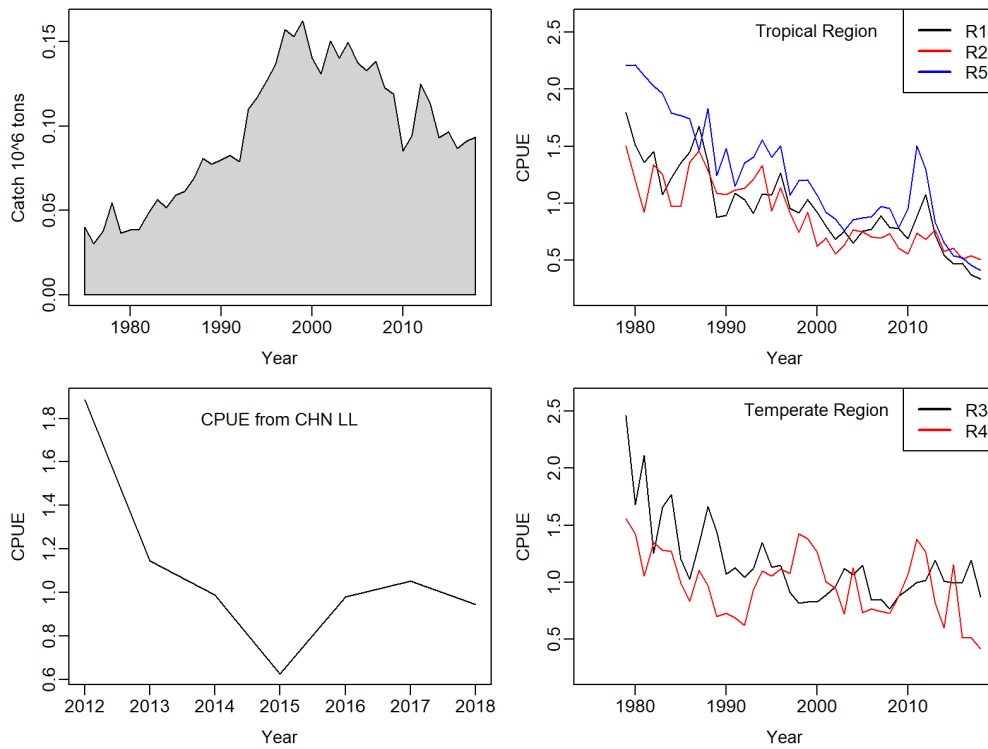 Catch 10^6 tons
0.00 0.05 0.10 0.15
1980 1990 2000 2010
Year
Tropical Region
R1
R2
R5
CPUE
0.5 1.0 1.5 2.0 2.5
1980 1990 2000 2010
Year
CPUE from CHN LL
CPUE
0.6 0.8 1.0 1.2 1.4 1.6 1.8
2012 2013 2014 2015 2016 2017 2018
Year
Temperate Region
R3
R4
CPUE
0.5 1.0 1.5 2.0 2.5
1980 1990 2000 2010
Year